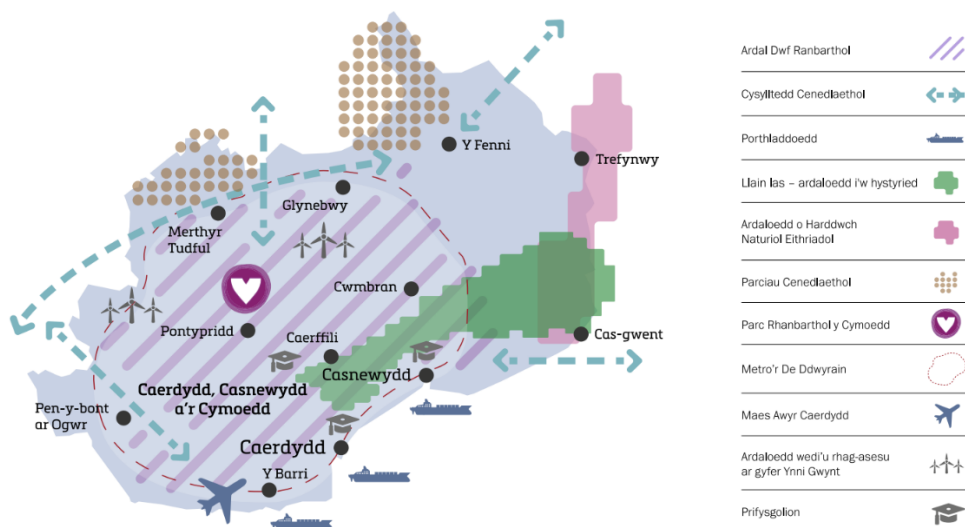 Y Fenni
Trefynwy
Glynebwy
Merthyr
Tudful
Cwmbran
Pontypridd
Caerffili
Cas-gwent
Casnewydd
Caerdydd, Casnewydd
a'r Cymoedd
Pen-y-bont
ar Ogwr
Caerdydd
Y Barri
Ardal Dwf Ranbarthol
Cysylltedd Cenedlaethol
Porthladdoedd
Llain las – ardaloedd i'w hystyried
Ardaloedd o Harddwch
Naturiol Eithriadol
Parciau Cenedlaethol
Parc Rhanbarthol y Cymoedd
Metro'r De Ddwyrain
Maes Awyr Caerdydd
Ardaloedd wedi'u rhag-asesu
ar gyfer Ynni Gwynt
Prifysgolion